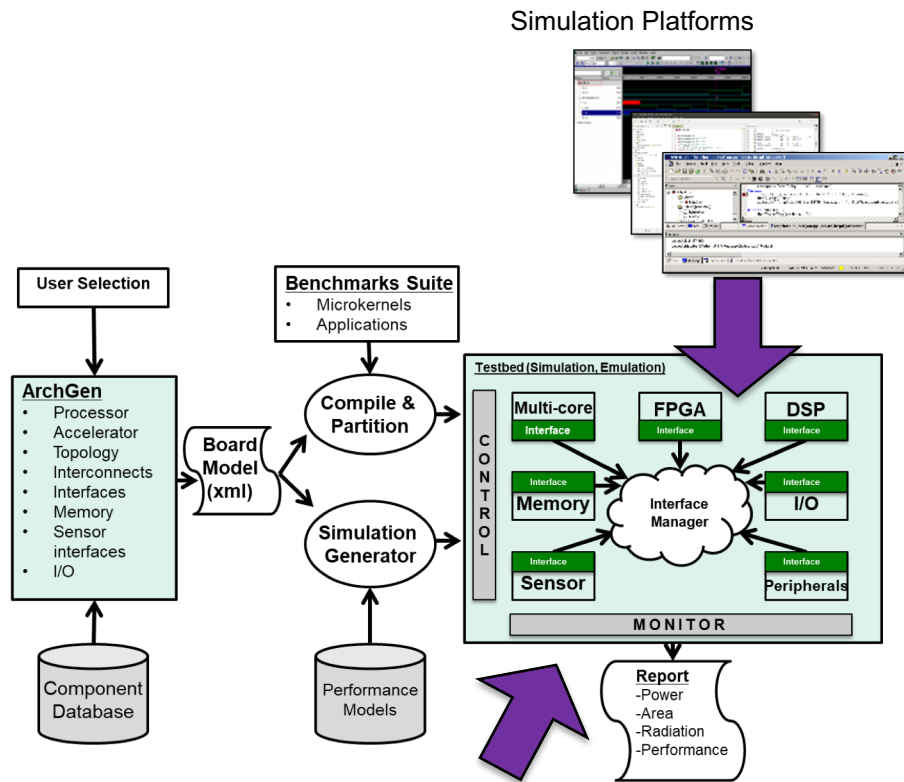 Simulation Platforms
User Selection
Benchmarks Suite
• Microkernels
• Applications
ArchGen
• Processor
• Accelerator
• Topology
• Interconnects
• Interfaces
• Memory
• Sensor
interfaces
• I/O
Board
Model
(xml)
Compile &
Partition
Simulation
Generator
Component
Database
Performance
Models
Testbed (Simulation, Emulation)
CONTROL
Multi-core
Interface
FPGA
Interface
DSP
Interface
Interface
Memory
Interface
Manager
Interface
I/O
Interface
Sensor
Interface
Peripherals
MONITOR
Report
-Power
-Area
-Radiation
-Performance